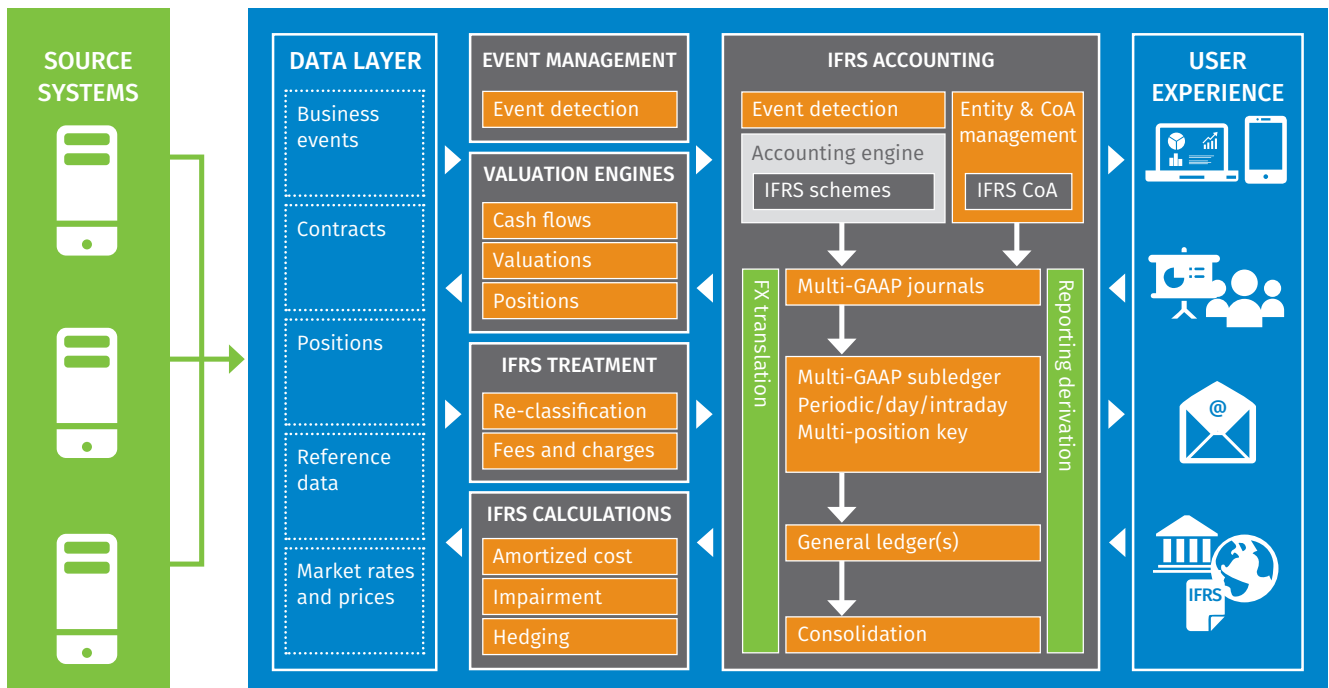 SOURCE
SYSTEMS
DATA LAYER
Business
events
Contracts
Positions
Reference
data
Market rates
and prices
EVENT MANAGEMENT
Event detection
VALUATION ENGINES
Cash flows
Valuations
Positions
IFRS TREATMENT
Re-classification
Fees and charges
IFRS CALCULATIONS
Amortized cost
Impairment
Hedging
IFRS ACCOUNTING
Event detection
Accounting engine
IFRS schemes
Entity & CoA
management
IFRS CoA
FX translation
Multi-GAAP journals
Multi-GAAP subledger
Periodic/day/intraday
Multi-position key
General ledger(s)
Consolidation
Reporting derivation
USER
EXPERIENCE
@
IFRS